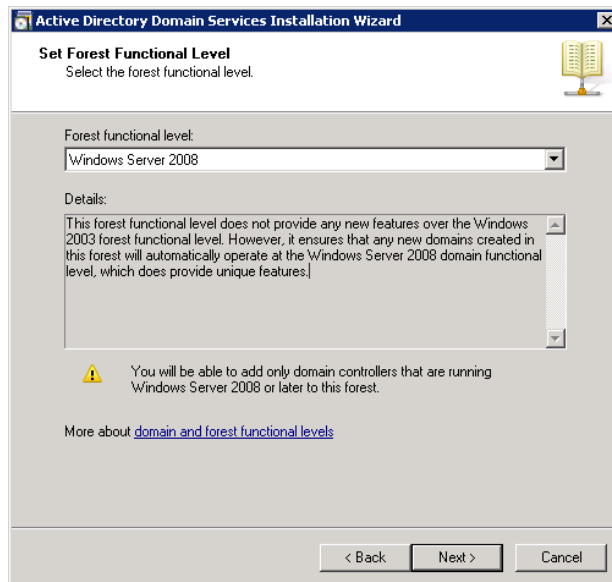 Active Directory Domain Services Installation Wizard
Set Forest Functional Level
Select the forest functional level.
Forest functional level:
Windows Server 2008
Details:
This forest functional level does not provide any new features over the Windows
2003 forest functional level. However, it ensures that any new domains created in
this forest will automatically operate at the Windows Server 2008 domain functional
level, which does provide unique features.
You will be able to add only domain controllers that are running
Windows Server 2008 or later to this forest.
More about domain and forest functional levels
< Back
Next >
Cancel